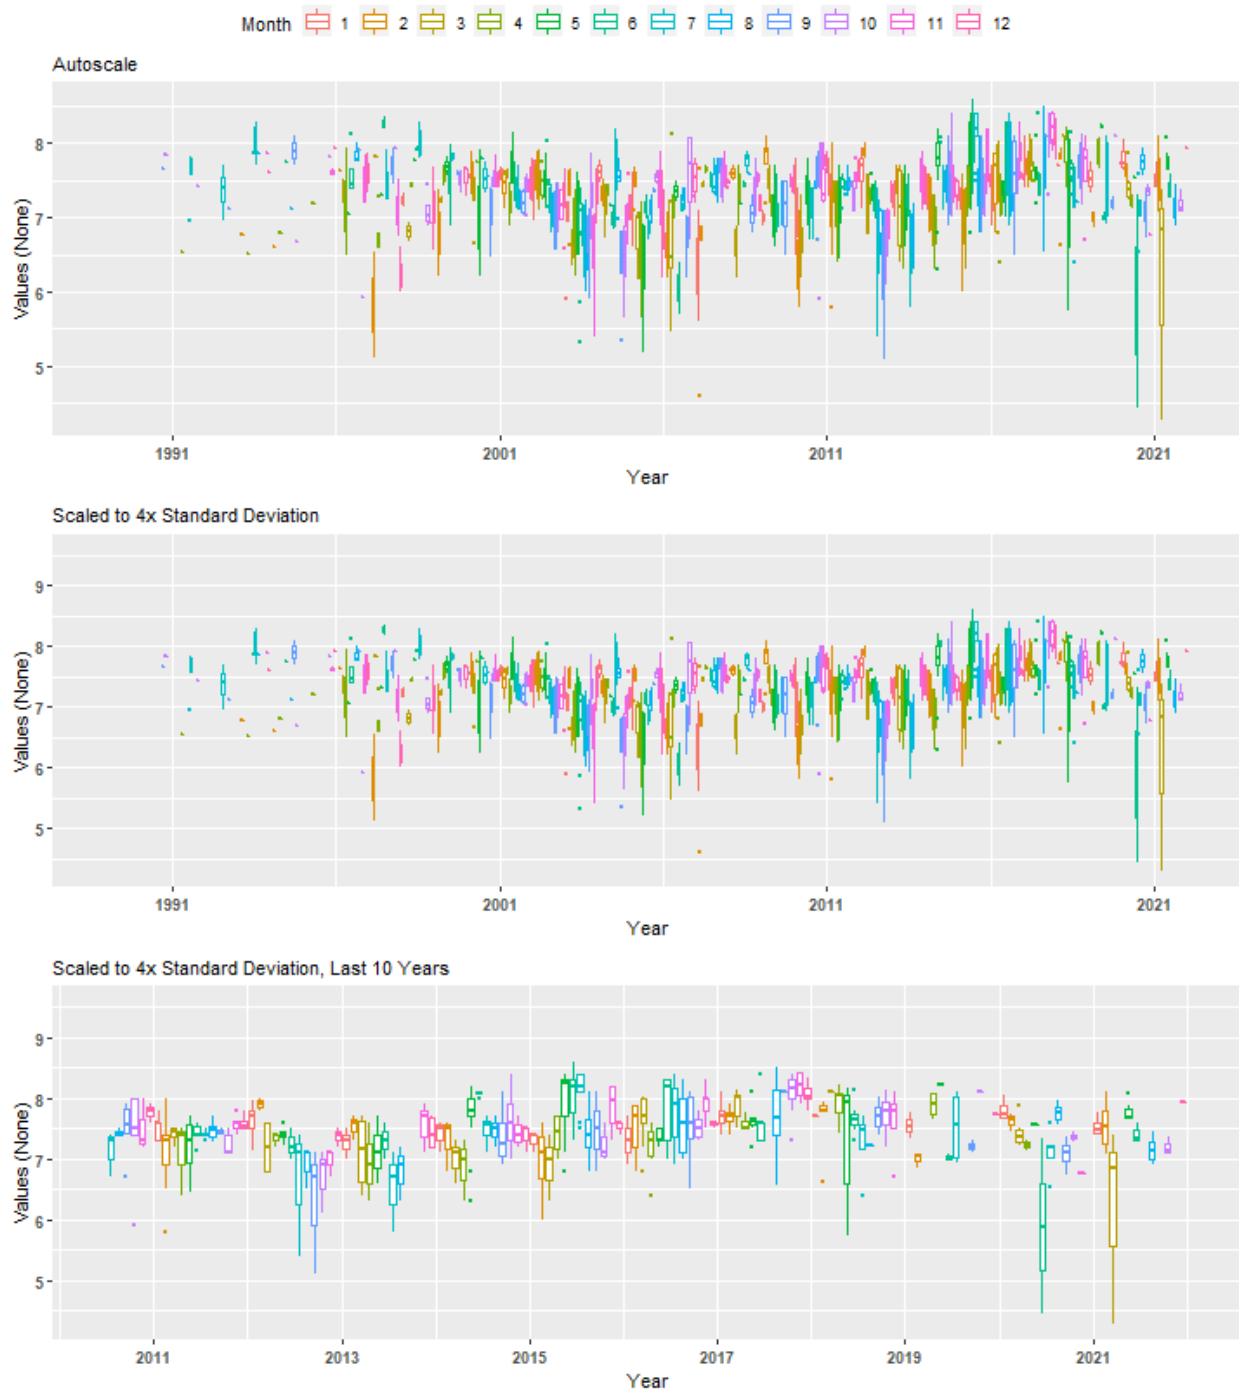 Month 1 2 3 4 5 6 7 8 9 10 11 12
Autoscale
Values (None)
8
7
6
5
1991 2001 2011 2021
Year
Scaled to 4x Standard Deviation
Values (None)
9
8
7
6
5
1991 2001 2011 2021
Year
Scaled to 4x Standard Deviation, Last 10 Years
Values (None)
9
8
7
6
5
2011 2013 2015 2017 2019 2021
Year